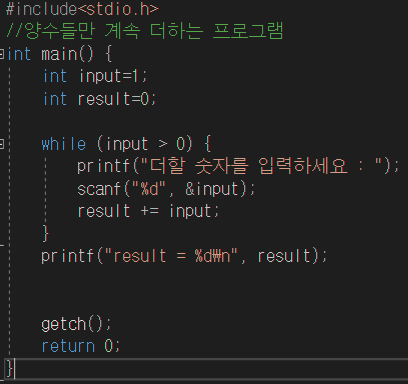 #include<stdio.h>
//양수들만 계속 더하는 프로그램
int main() {
int input=1;
int result=0;
while (input > 0) {
printf("더할 숫자를 입력하세요 : ");
scanf("%d", &input);
result += input;
}
printf("result = %d₩n", result);
getch();
return 0;
}